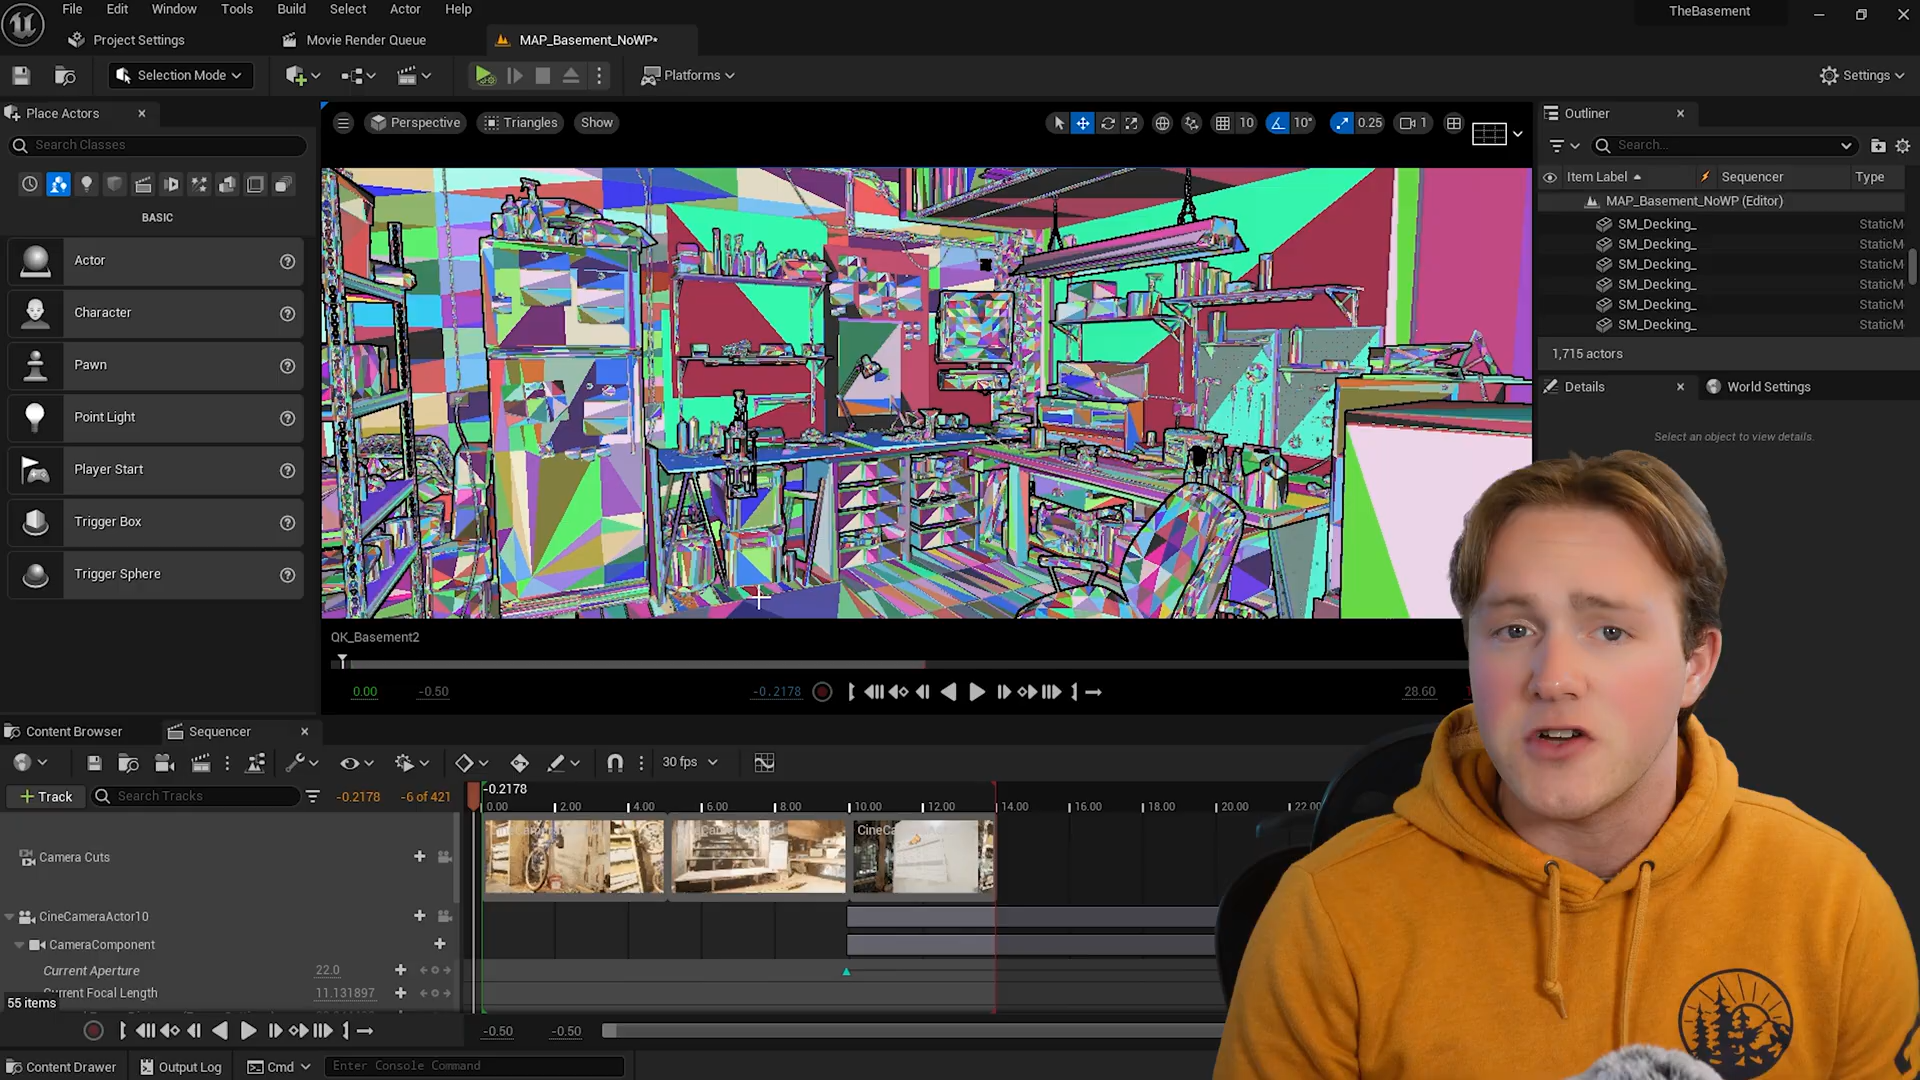 File Edit Window Tools Build Select Actor Help
TheBasement
Project Settings
Movie Render Queue
MAP_Basement_NoWP*
Selection Mode
Platforms
Settings
Place Actors
Search Classes
BASIC
Actor
Character
Pawn
Point Light
Player Start
Trigger Box
Trigger Sphere
Perspective
Triangles
Show
10
10°
0.25
1
Outliner
Search...
Item Label
Sequencer
Type
MAP_Basement_NoWP (Editor)
SM_Decking_ StaticM
SM_Decking_ StaticM
SM_Decking_ StaticM
SM_Decking_ StaticM
SM_Decking_ StaticM
SM_Decking_ StaticM
1,715 actors
Details
World Settings
Select an object to view details.
QK_Basement2
0.00
-0.50
-0.2178
28.60
Content Browser
Sequencer
30 fps
Track
Search Tracks
-0.2178
-6 of 421
-0.2178
0.00 2.00 4.00 6.00 8.00 10.00 12.00 14.00 16.00 18.00 20.00 22.00
Camera Cuts
CineCameraActor10
CameraComponent
Current Aperture 22.0
Current Focal Length 11.131897
55 items
-0.50
-0.50
Content Drawer
Output Log
Cmd
Enter Console Command